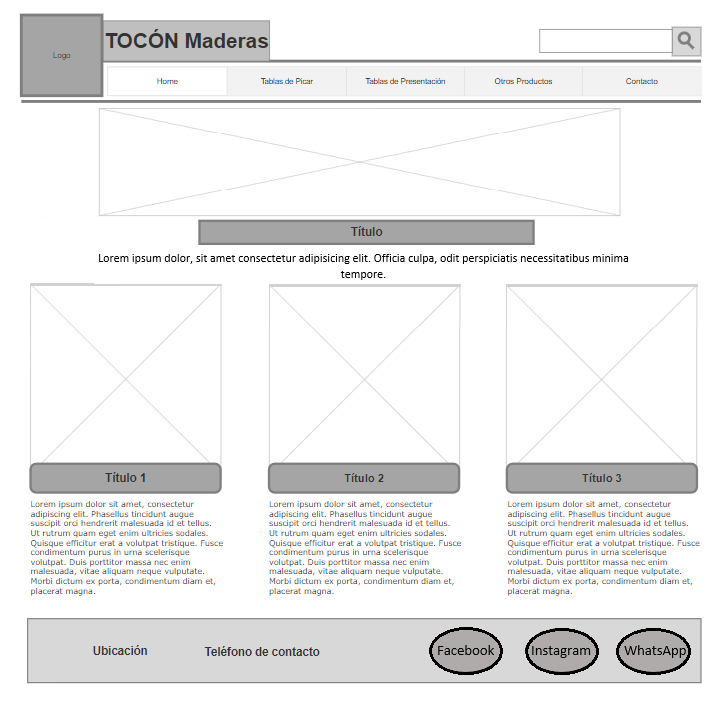 Logo
TOCÓN Maderas
Home
Tablas de Picar
Tablas de Presentación
Otros Productos
Contacto
Título
Lorem ipsum dolor, sit amet consectetur adipisicing elit. Officia culpa, odit perspiciatis necessitatibus minima
tempore.
Título 1
Lorem ipsum dolor sit amet, consectetur
adipiscing elit. Phasellus tincidunt augue
suscipit orci hendrerit malesuada id et tellus.
Ut rutrum quam eget enim ultricies sodales.
Quisque efficitur erat a volutpat tristique. Fusce
condimentum purus in urna scelerisque
volutpat. Duis porttitor massa nec enim
malesuada, vitae aliquam neque vulputate.
Morbi dictum ex porta, condimentum diam et,
placerat magna.
Título 2
Lorem ipsum dolor sit amet, consectetur
adipiscing elit. Phasellus tincidunt augue
suscipit orci hendrerit malesuada id et tellus.
Ut rutrum quam eget enim ultricies sodales.
Quisque efficitur erat a volutpat tristique. Fusce
condimentum purus in urna scelerisque
volutpat. Duis porttitor massa nec enim
malesuada, vitae aliquam neque vulputate.
Morbi dictum ex porta, condimentum diam et,
placerat magna.
Título 3
Lorem ipsum dolor sit amet, consectetur
adipiscing elit. Phasellus tincidunt augue
suscipit orci hendrerit malesuada id et tellus.
Ut rutrum quam eget enim ultricies sodales.
Quisque efficitur erat a volutpat tristique. Fusce
condimentum purus in urna scelerisque
volutpat. Duis porttitor massa nec enim
malesuada, vitae aliquam neque vulputate.
Morbi dictum ex porta, condimentum diam et,
placerat magna.
Ubicación
Teléfono de contacto
Facebook
Instagram
WhatsApp